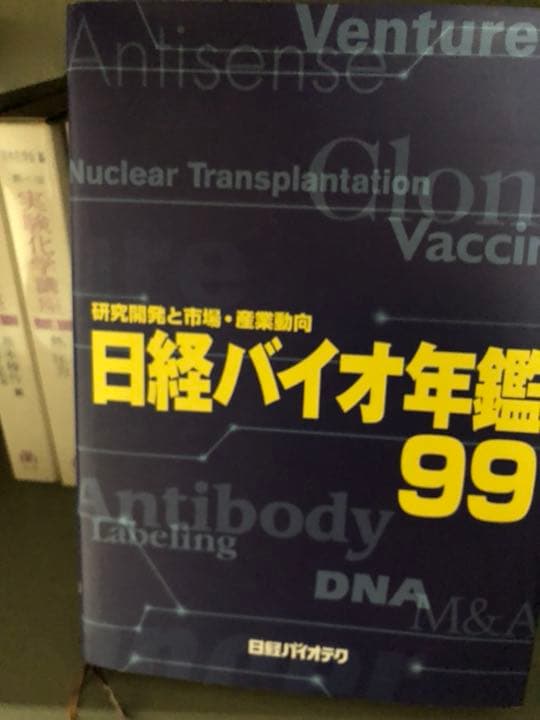 Venture
Antisense
Nuclear Transplantation
Clon
Vaccin
研究開発と市場・産業動向
日経バイオ年鑑
99
Antibody
Labeling
DNA
M&A
日経バイオテク
実験化学講